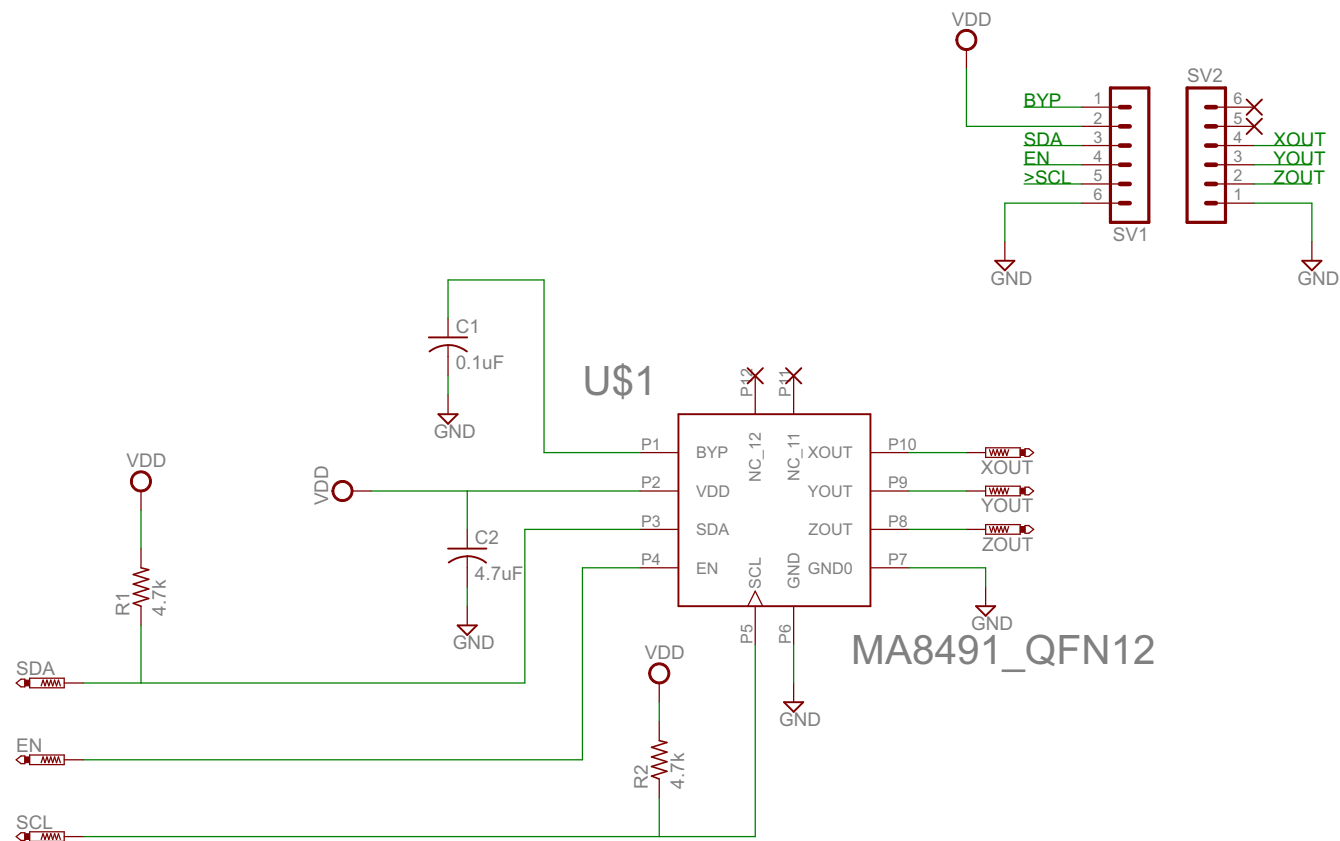 VDD
SV2
BYP 1
2
SDA 3
EN 4
>SCL 5
6
SV1
GND
6
5
4 XOUT
3 YOUT
2 ZOUT
1
GND
C1
0.1uF
GND
U$1
P12
P11
NC_12
NC_11
P1 BYP
P2 VDD
P3 SDA
P4 EN
XOUT P10
YOUT P9
ZOUT P8
GND0 P7
SCL
GND
P5
P6
XOUT
YOUT
ZOUT
GND
MA8491_QFN12
GND
VDD
VDD
C2
4.7uF
GND
R1
4.7k
SDA
VDD
EN
R2
4.7k
SCL